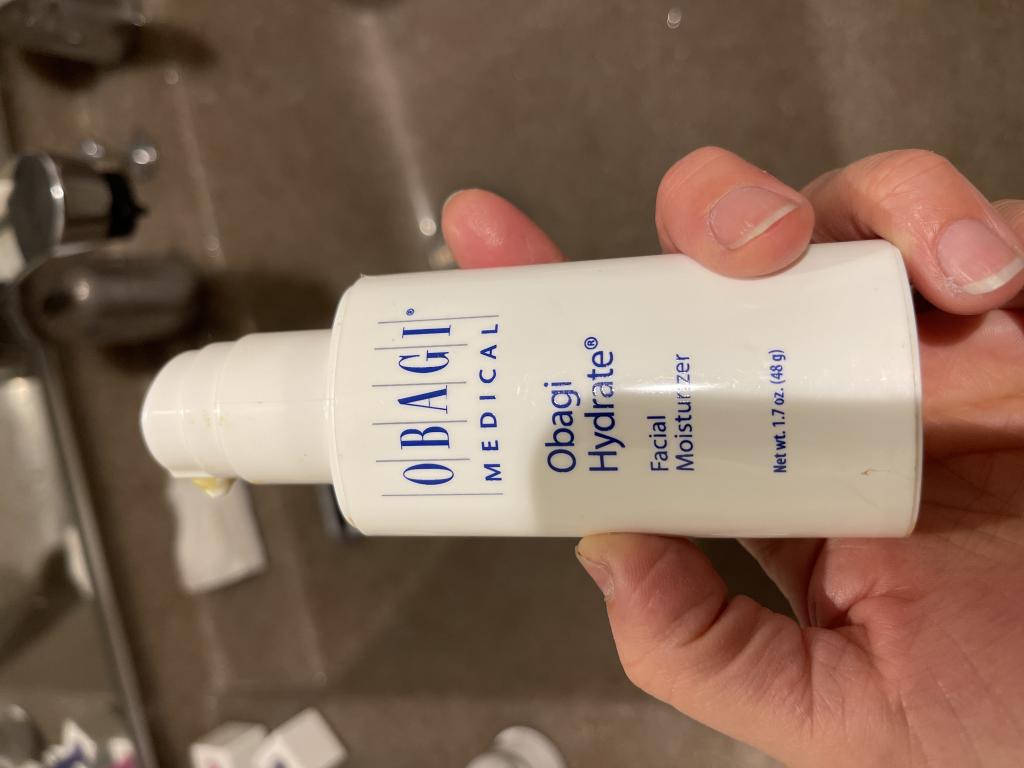 OBAGI®
MEDICAL
Obagi
Hydrate®
Facial
Moisturizer
Net wt. 1.7 oz. (48 g)